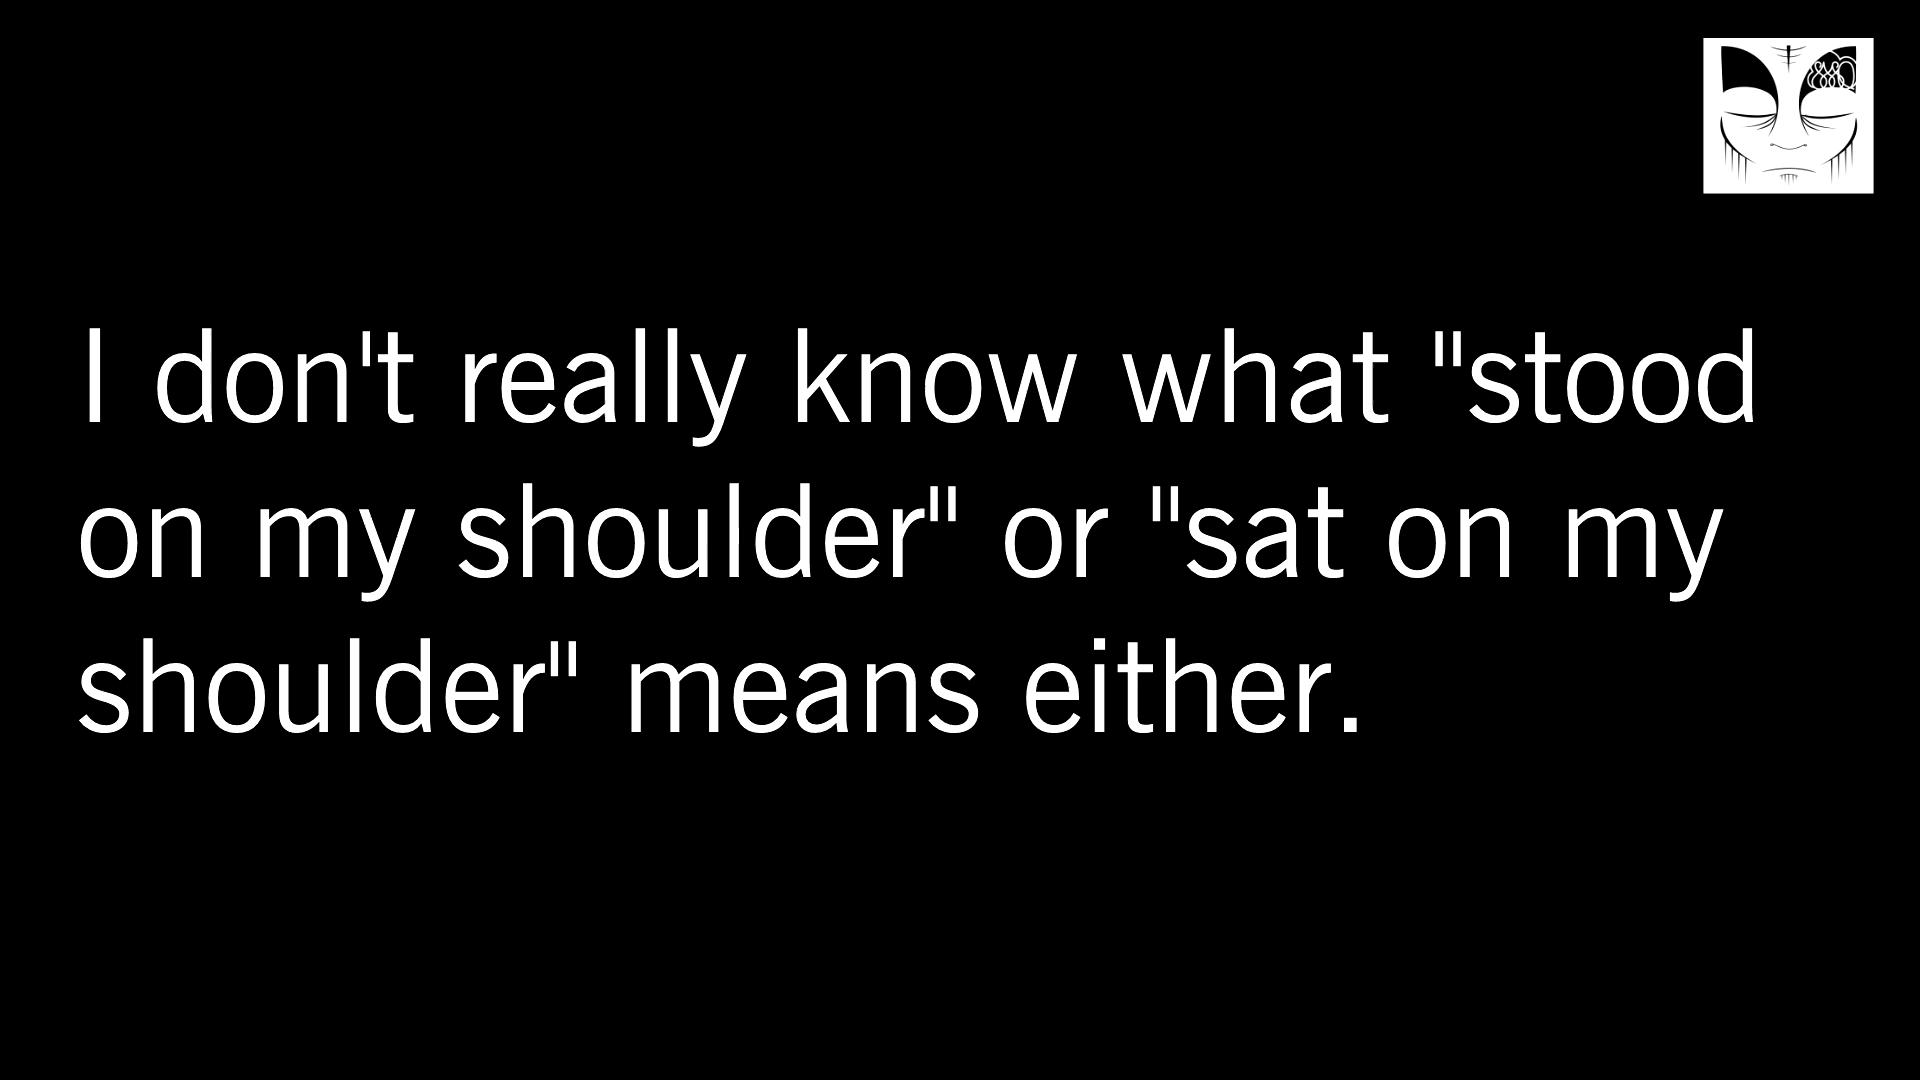 I don't really know what "stood
on my shoulder" or "sat on my
shoulder" means either.